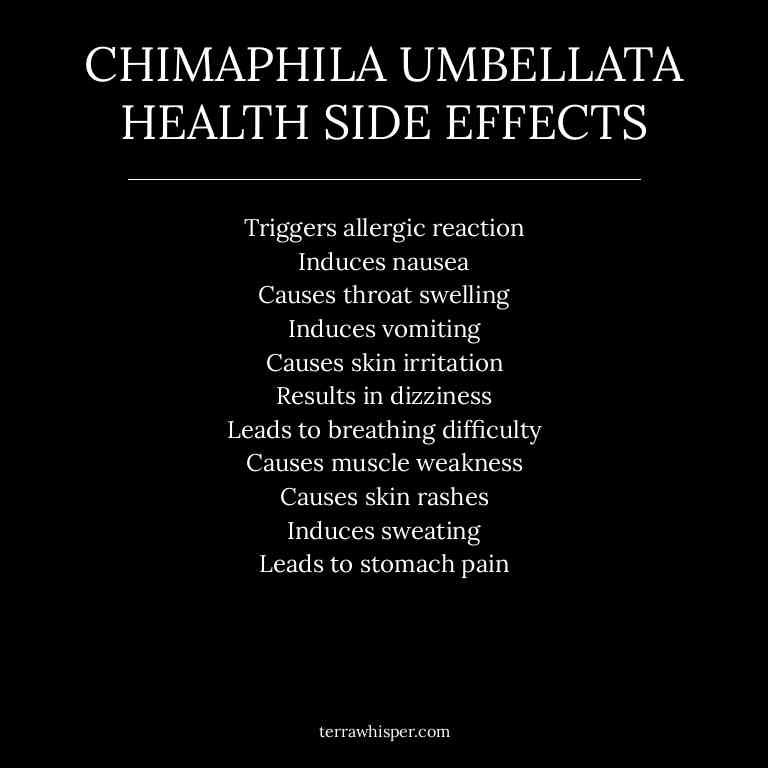 CHIMAPHILA UMBELLATA
HEALTH SIDE EFFECTS
Triggers allergic reaction
Induces nausea
Causes throat swelling
Induces vomiting
Causes skin irritation
Results in dizziness
Leads to breathing difficulty
Causes muscle weakness
Causes skin rashes
Induces sweating
Leads to stomach pain
terrawhisper.com